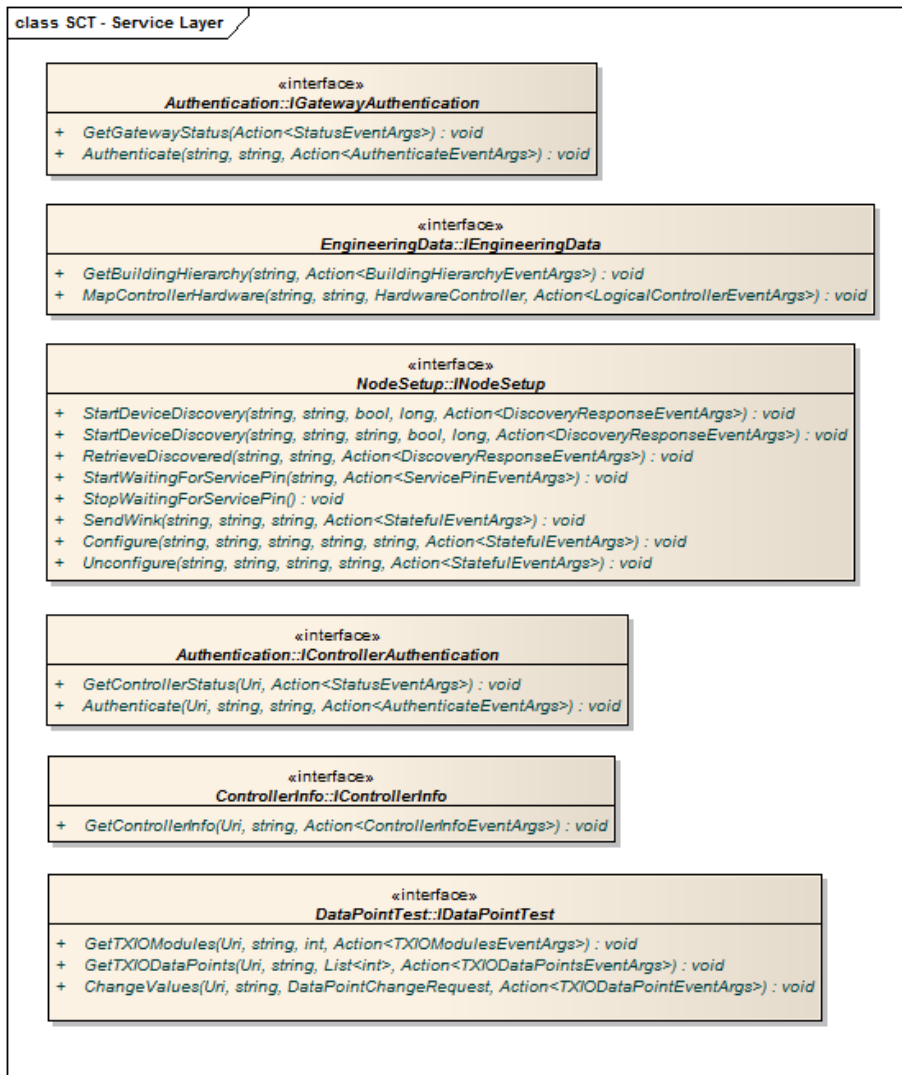 class SCT - Service Layer
«interface»
Authentication::IGatewayAuthentication
+ GetGatewayStatus(Action<StatusEventArgs>) : void
+ Authenticate(string, string, Action<AuthenticateEventArgs>) : void
«interface»
EngineeringData::IEngineeringData
+ GetBuildingHierarchy(string, Action<BuildingHierarchyEventArgs>) : void
+ MapControllerHardware(string, string, HardwareController, Action<LogicalControllerEventArgs>) : void
«interface»
NodeSetup::INodeSetup
+ StartDeviceDiscovery(string, string, bool, long, Action<DiscoveryResponseEventArgs>) : void
+ StartDeviceDiscovery(string, string, string, bool, long, Action<DiscoveryResponseEventArgs>) : void
+ RetrieveDiscovered(string, string, Action<DiscoveryResponseEventArgs>) : void
+ StartWaitingForServicePin(string, Action<ServicePinEventArgs>) : void
+ StopWaitingForServicePin() : void
+ SendWink(string, string, string, Action<StatefulEventArgs>) : void
+ Configure(string, string, string, string, string, Action<StatefulEventArgs>) : void
+ Unconfigure(string, string, string, string, Action<StatefulEventArgs>) : void
«interface»
Authentication::IControllerAuthentication
+ GetControllerStatus(Uri, Action<StatusEventArgs>) : void
+ Authenticate(Uri, string, string, Action<AuthenticateEventArgs>) : void
«interface»
ControllerInfo::IControllerInfo
+ GetControllerInfo(Uri, string, Action<ControllerInfoEventArgs>) : void
«interface»
DataPointTest::IDataPointTest
+ GetTXIOModules(Uri, string, int, Action<TXIOModulesEventArgs>) : void
+ GetTXIODataPoints(Uri, string, List<int>, Action<TXIODataPointsEventArgs>) : void
+ ChangeValues(Uri, string, DataPointChangeRequest, Action<TXIODataPointEventArgs>) : void